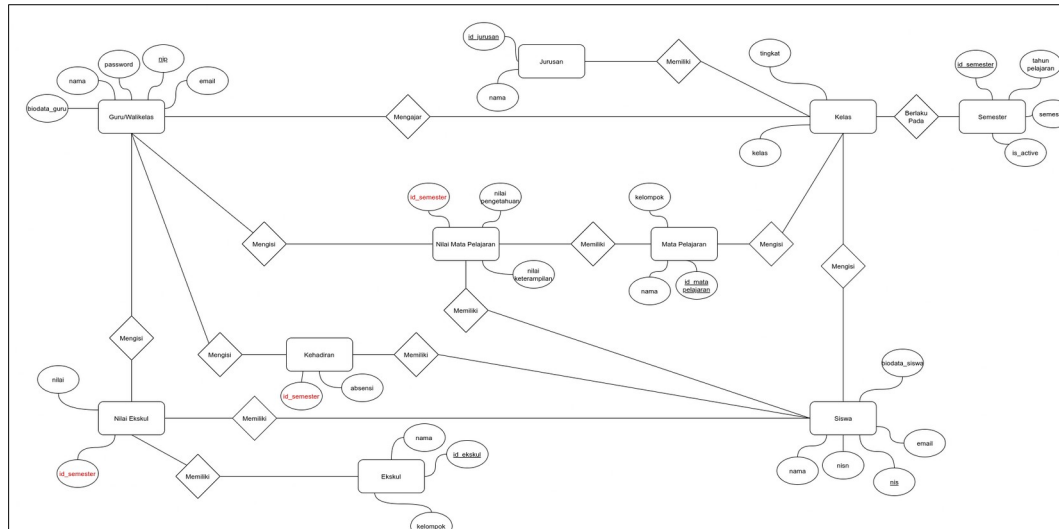 id_jurusan
Jurusan
Memiliki
nama
tingkat
password
nip
nama
email
biodata_guru
Guru/Walikelas
Mengajar
Kelas
kelas
Berlaku
Pada
id_semester
tahun
pelajaran
Semester
semest
is_active
id_semester
nilai
pengetahuan
kelompok
Mengisi
Nilai Mata Pelajaran
Memiliki
Mata Pelajaran
Mengisi
nilai
keterampilan
nama
id_mata
pelajaran
Mengisi
Memiliki
Mengisi
Mengisi
Kehadiran
Memiliki
id_semester
absensi
biodata_siswa
nilai
Nilai Ekskul
Memiliki
Siswa
id_semester
nama
email
nama
nisn
nis
Memiliki
id_ekskul
Ekskul
kelompok